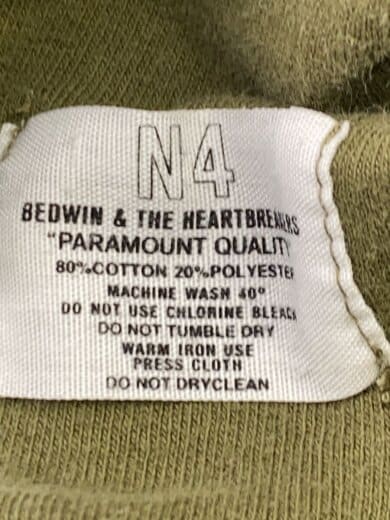 N4
BEDWIN & THE HEARTBREAKERS
"PARAMOUNT QUALITY
80%COTTON 20%POLYESTER
MACHINE WASH 40°
DO NOT USE CHLORINE BLEACH
DO NOT TUMBLE DRY
WARM IRON USE
PRESS CLOTH
DO NOT DRYCLEAN